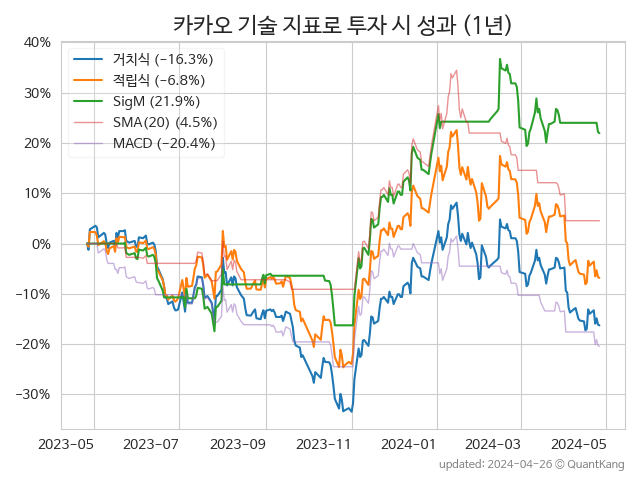 카카오 기술 지표로 투자 시 성과 (1년)
40%
30%
20%
10%
0%
−10%
−20%
−30%
거치식 (−16.3%)
적립식 (−6.8%)
SigM (21.9%)
SMA(20) (4.5%)
MACD (−20.4%)
2023-05 2023-07 2023-09 2023-11 2024-01 2024-03 2024-05
updated: 2024-04-26 © QuantKang